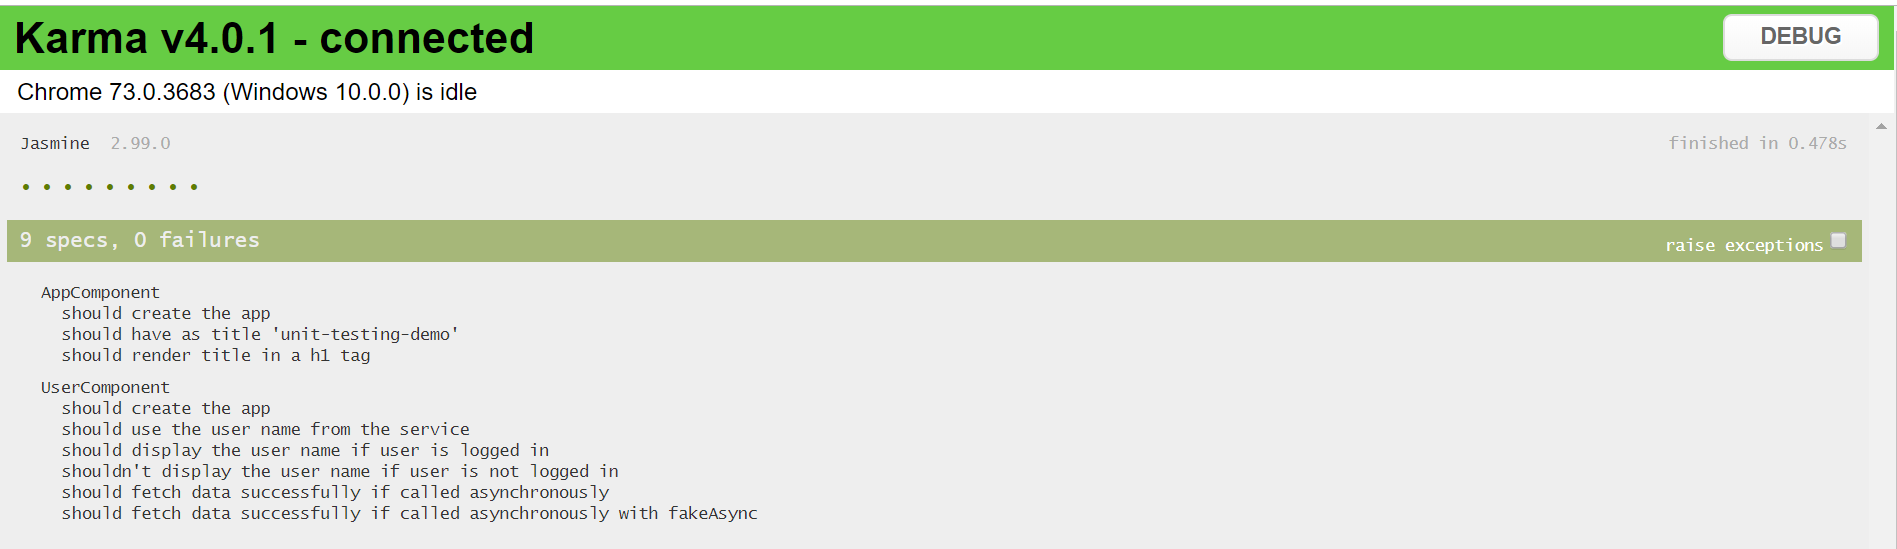 Karma v4.0.1 - connected
DEBUG
Chrome 73.0.3683 (Windows 10.0.0) is idle
Jasmine 2.99.0
finished in 0.478s
• • • • • • • • •
9 specs, 0 failures
raise exceptions
AppComponent
should create the app
should have as title 'unit-testing-demo'
should render title in a h1 tag
UserComponent
should create the app
should use the user name from the service
should display the user name if user is logged in
shouldn't display the user name if user is not logged in
should fetch data successfully if called asynchronously
should fetch data successfully if called asynchronously with fakeAsync